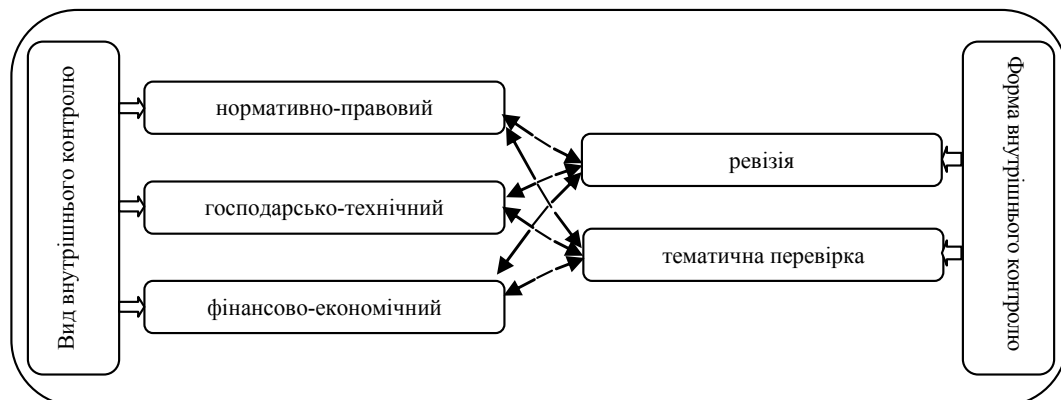 Вид внутрішнього контролю
нормативно-правовий
господарсько-технічний
фінансово-економічний
ревізія
тематична перевірка
Форма внутрішнього контролю